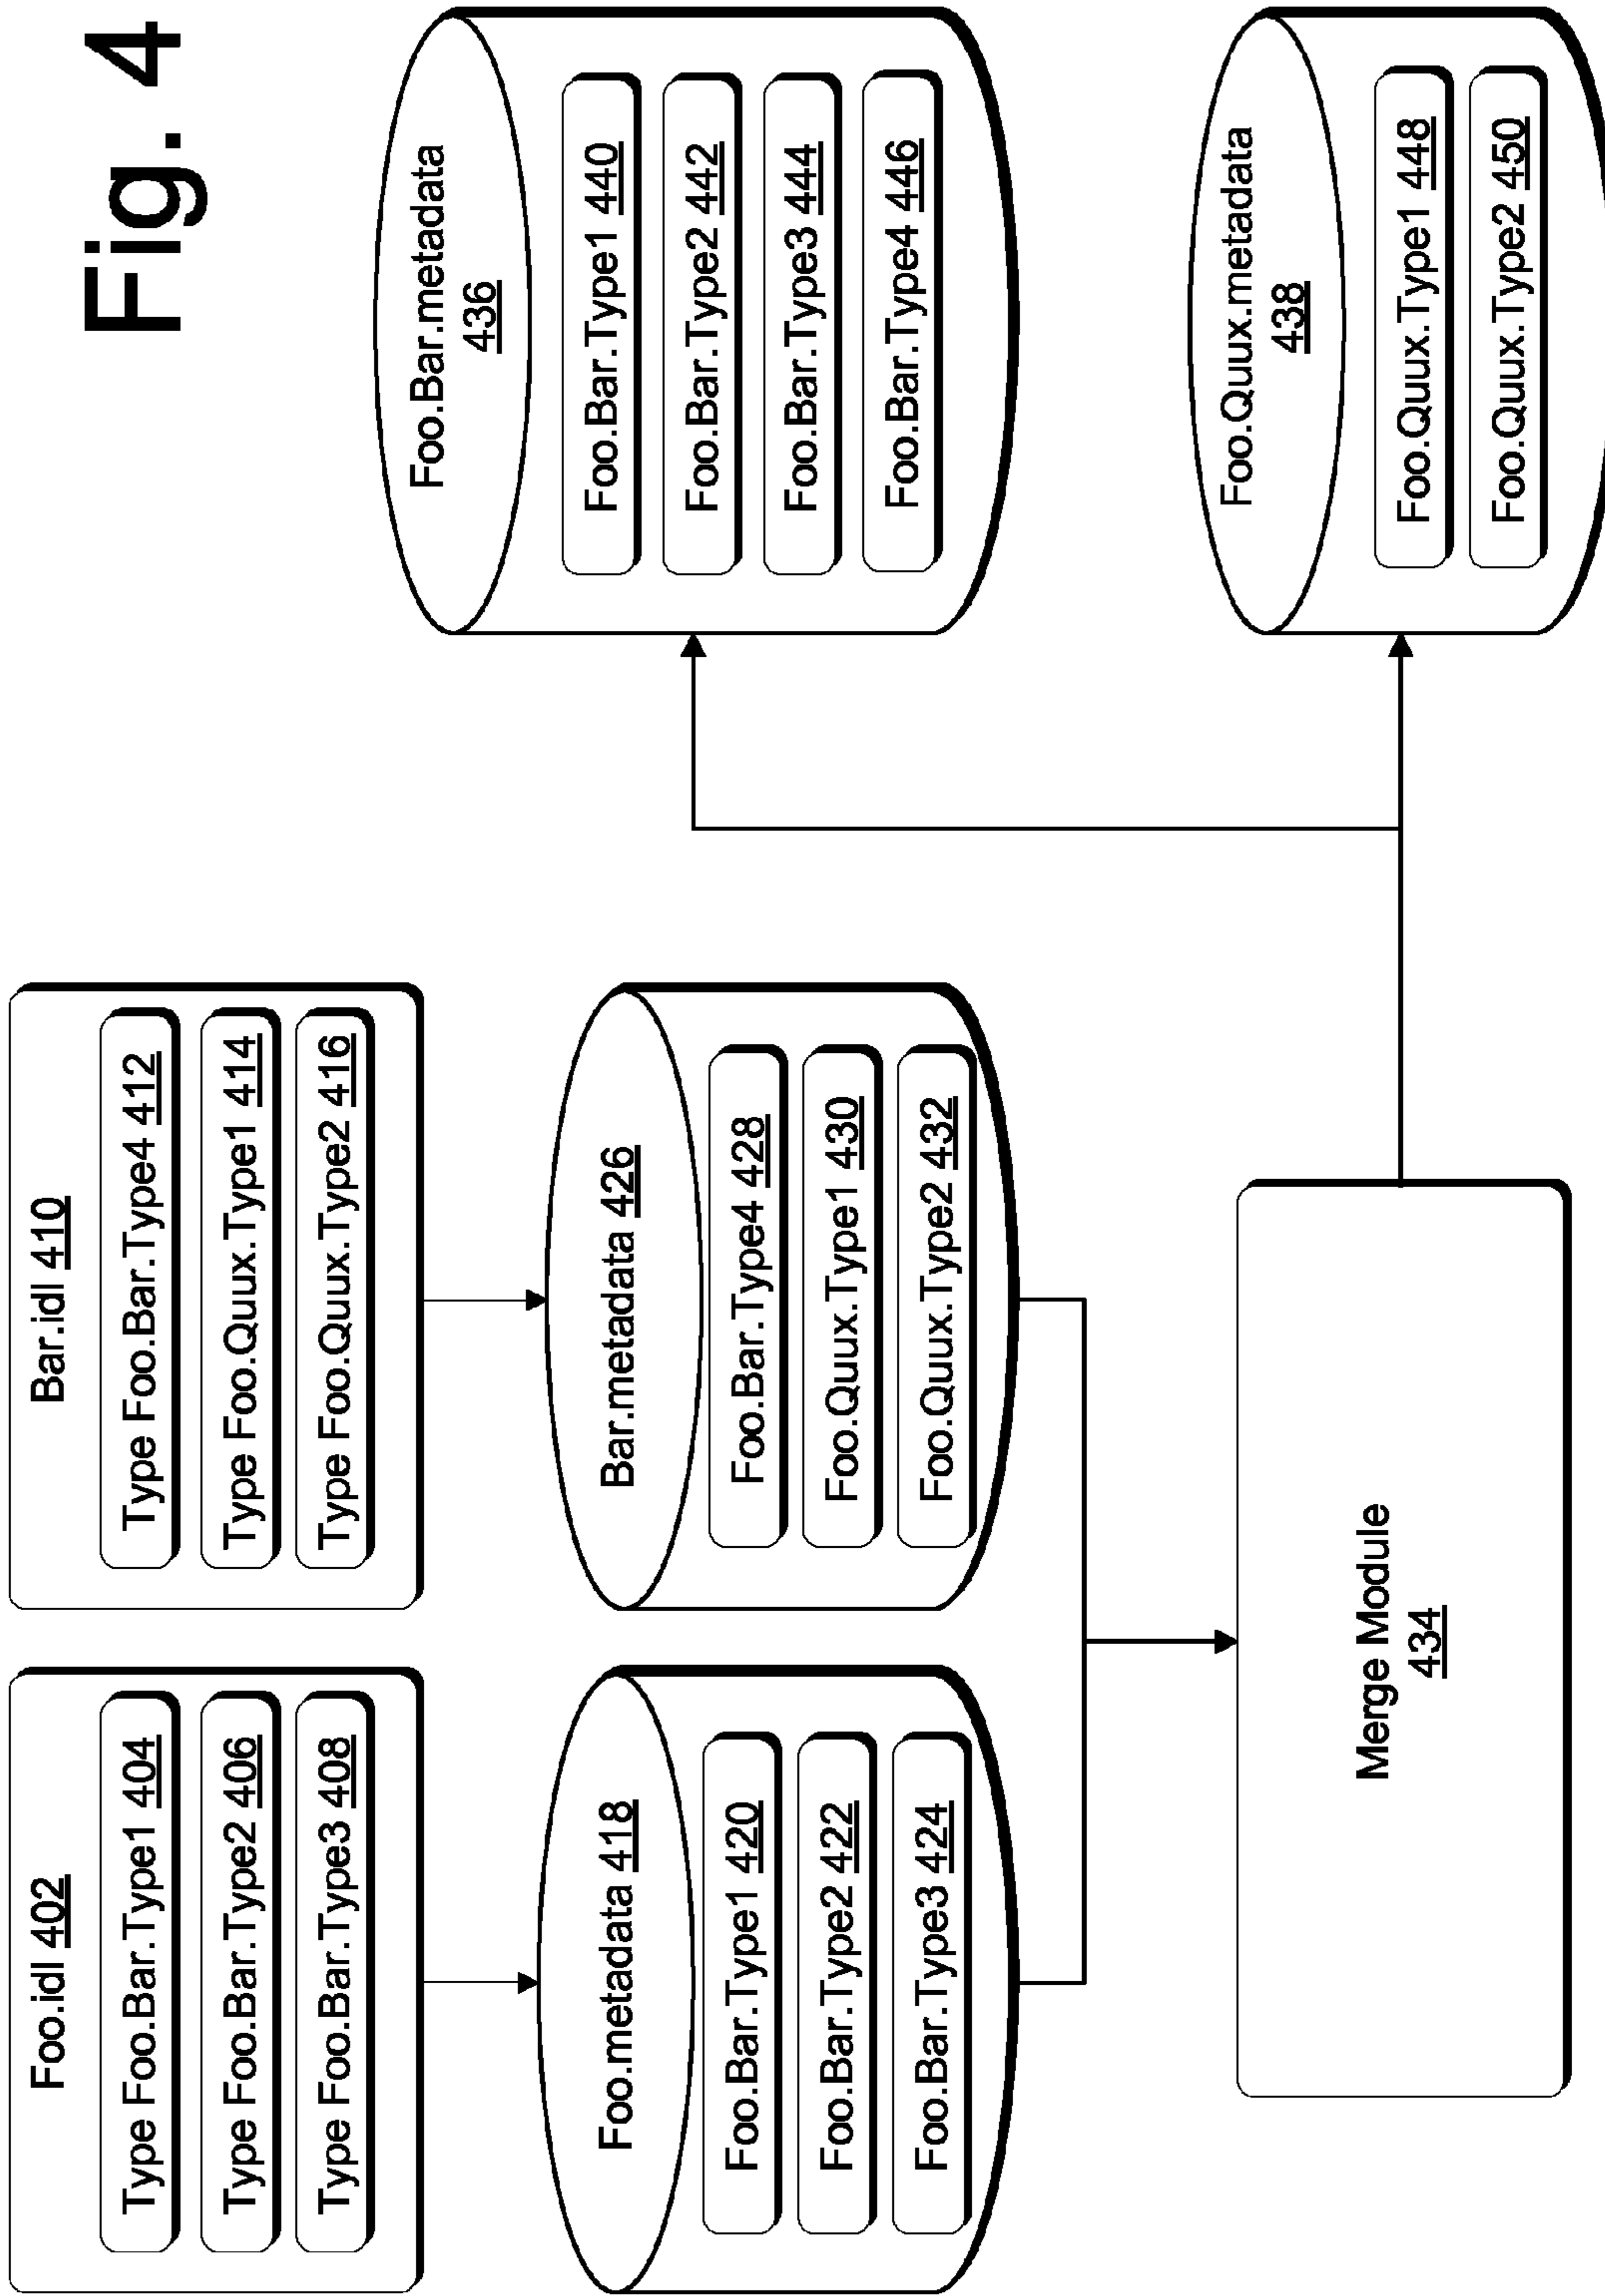 Foo.idl 402
Type Foo.Bar.Type1 404
Type Foo.Bar.Type2 406
Type Foo.Bar.Type3 408
Bar.idl 410
Type Foo.Bar.Type4 412
Type Foo.Quux.Type1 414
Type Foo.Quux.Type2 416
Foo.metadata 418
Foo.Bar.Type1 420
Foo.Bar.Type2 422
Foo.Bar.Type3 424
Bar.metadata 426
Foo.Bar.Type4 428
Foo.Quux.Type1 430
Foo.Quux.Type2 432
Merge Module
434
Foo.Bar.metadata
436
Foo.Bar.Type1 440
Foo.Bar.Type2 442
Foo.Bar.Type3 444
Foo.Bar.Type4 446
Foo.Quux.metadata
438
Foo.Quux.Type1 448
Foo.Quux.Type2 450
Fig. 4